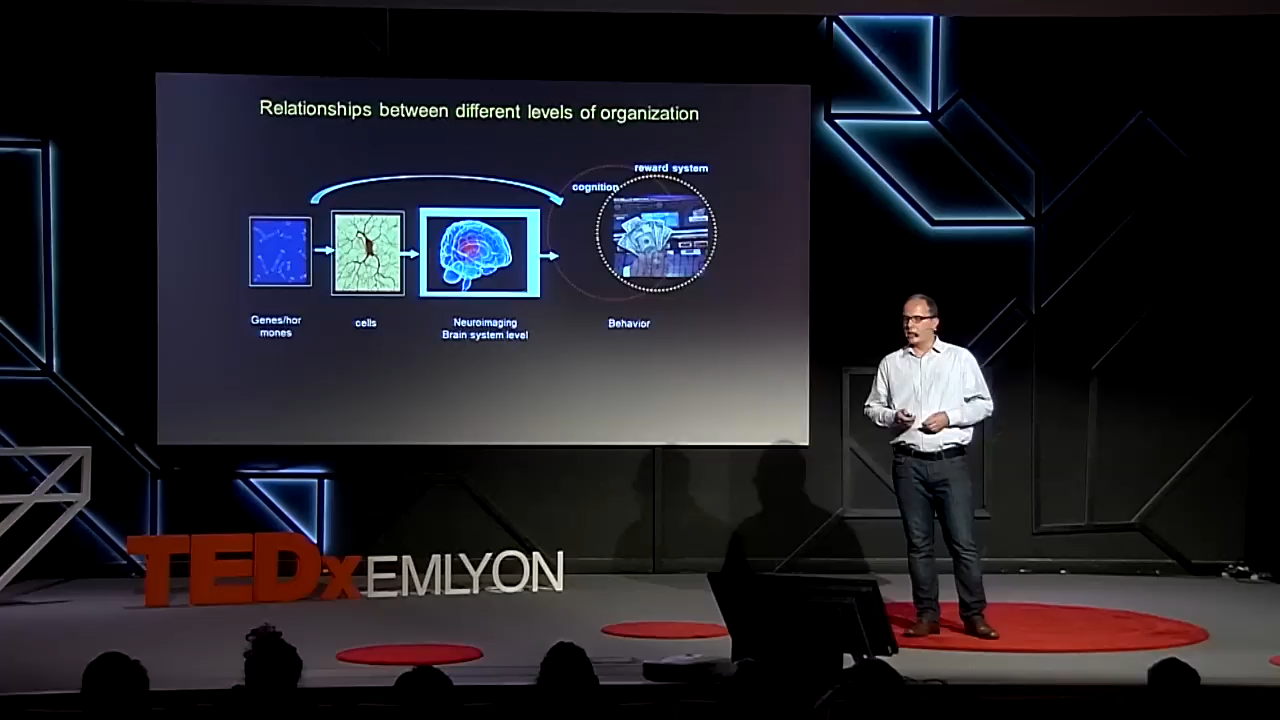 Relationships between different levels of organization
reward system
cognition
Genes/hor
mones
cells
Neuroimaging
Brain system level
Behavior
TEDxEMLYON